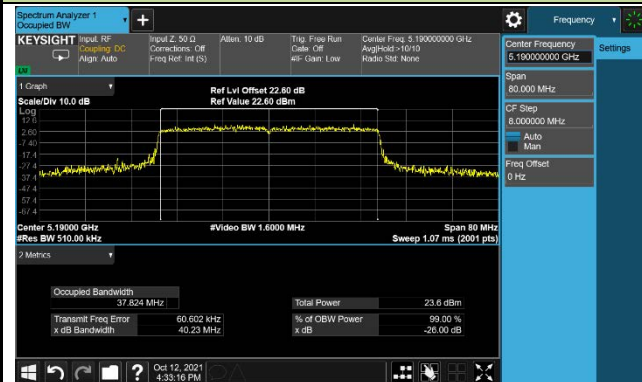 Spectrum Analyzer 1
Occupied BW
Frequency
KEYSIGHT
Input: RF
Coupling: DC
Align: Auto
Input Z: 50 Ω
Corrections: Off
Freq Ref: Int (S)
Atten: 10 dB
Trig: Free Run
Gate: Off
#IF Gain: Low
Center Freq: 5.190000000 GHz
Avg|Hold:>10/10
Radio Std: None
LW
Center Frequency
5.190000000 GHz
Settings
Span
80.000 MHz
CF Step
8.000000 MHz
Auto
Man
Freq Offset
0 Hz
1 Graph
Scale/Div 10.0 dB
Ref Lvl Offset 22.60 dB
Ref Value 22.60 dBm
Log
12.6
2.60
-7.40
-17.4
-27.4
-37.4
-47.4
-57.4
-67.4
Center 5.19000 GHz
#Video BW 1.6000 MHz
Span 80 MHz
#Res BW 510.00 kHz
Sweep 1.07 ms (2001 pts)
2 Metrics
Occupied Bandwidth
37.824 MHz
Total Power
23.6 dBm
Transmit Freq Error
60.602 kHz
% of OBW Power
99.00 %
x dB Bandwidth
40.23 MHz
x dB
-26.00 dB
Oct 12, 2021
4:33:16 PM